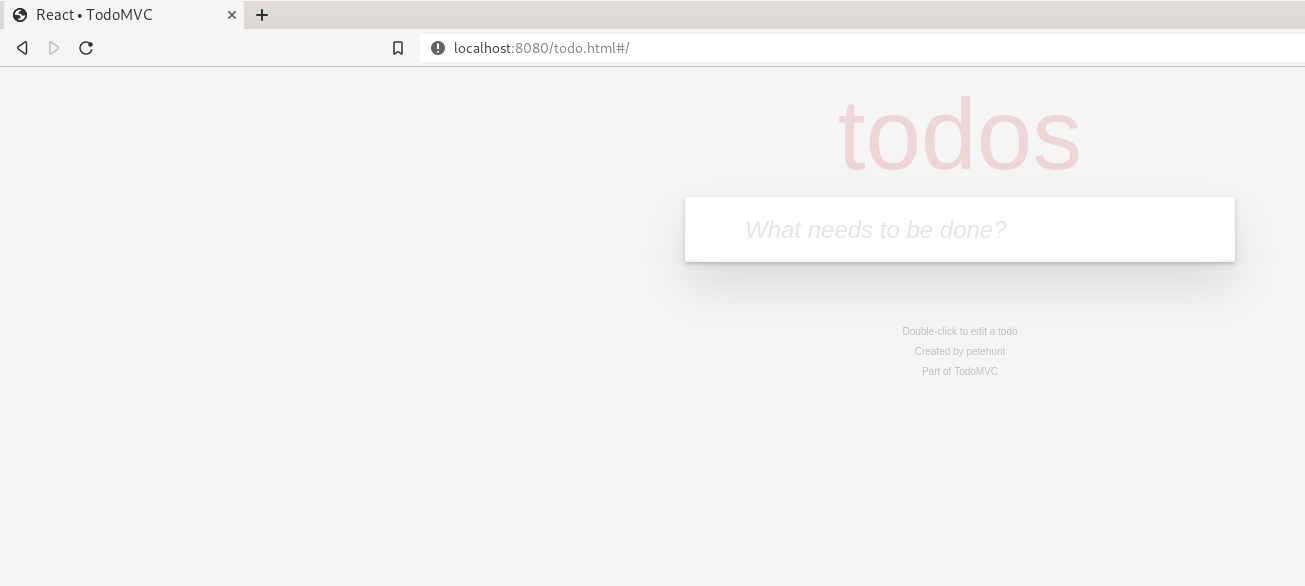 React • TodoMVC
localhost:8080/todo.html#/
todos
What needs to be done?
Double-click to edit a todo
Created by petehunt
Part of TodoMVC